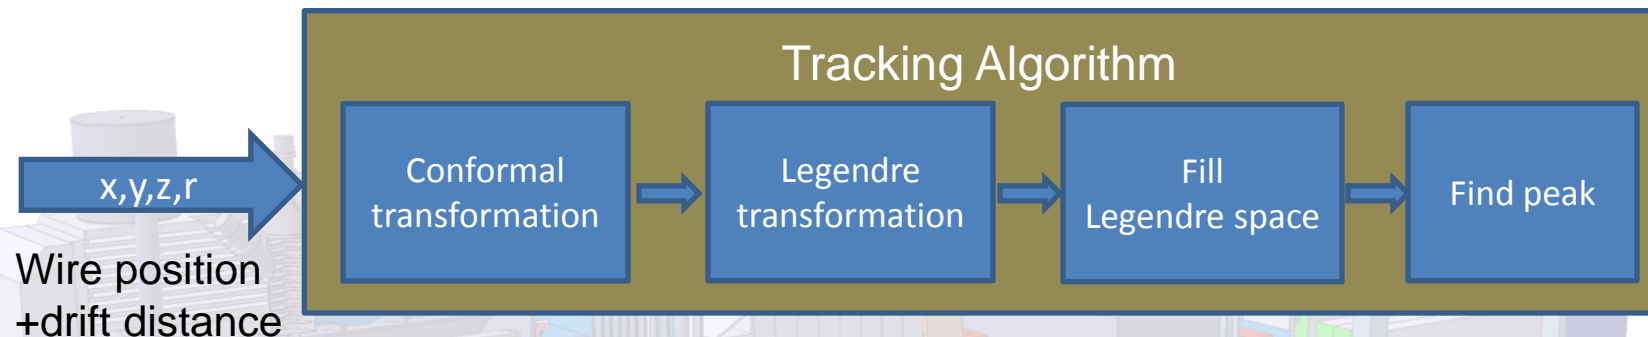 Tracking Algorithm
x,y,z,r
Wire position
+drift distance
Conformal
transformation
Legendre
transformation
Fill
Legendre space
Find peak